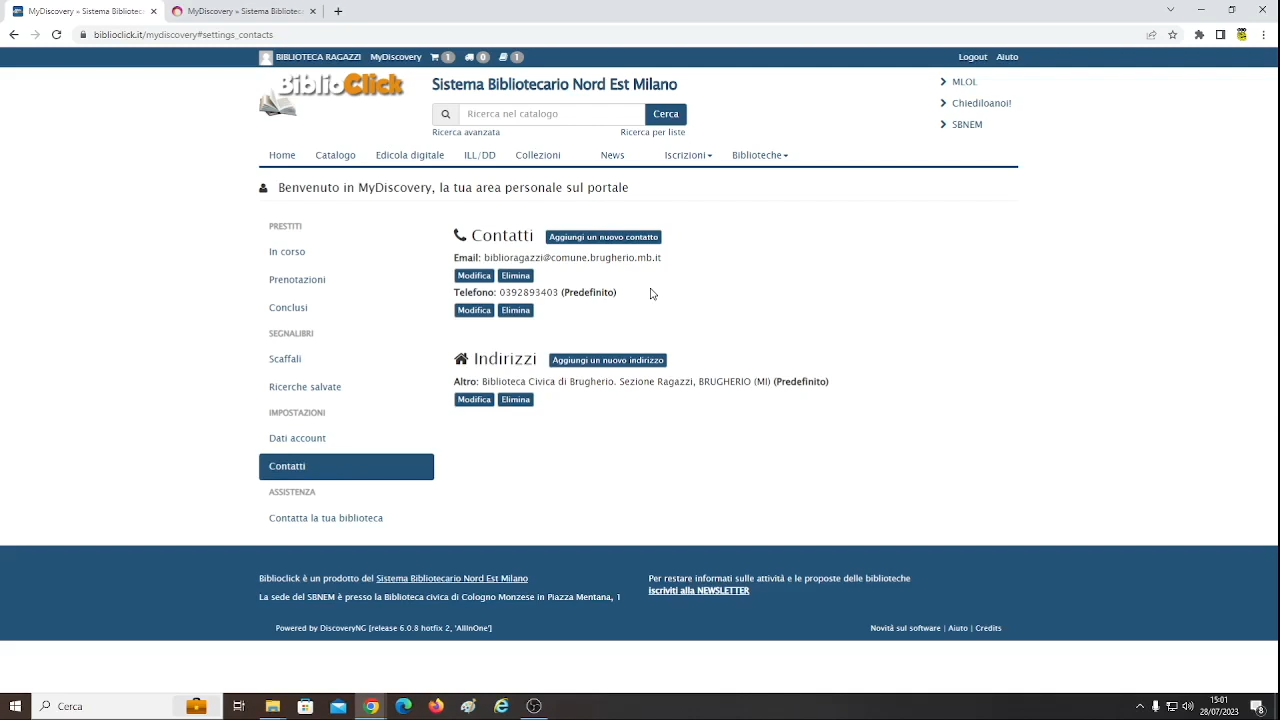 MyDiscovery » Sistema Bibliotec
MyDiscovery » Sistema Bibliotec
biblioclick.it/mydiscovery#settings_contacts
BIBLIOTECA RAGAZZI MyDiscovery 1 0 1 Logout Aiuto
BiblioClick
Sistema Bibliotecario Nord Est Milano
Ricerca nel catalogo Cerca
Ricerca avanzata Ricerca per liste
MLOL
Chiediloanoi!
SBNEM
Home Catalogo Edicola digitale ILL/DD Collezioni News Iscrizioni Biblioteche
Benvenuto in MyDiscovery, la tua area personale sul portale
PRESTITI
In corso
Prenotazioni
Conclusi
SEGNALIBRI
Scaffali
Ricerche salvate
IMPOSTAZIONI
Dati account
Contatti
ASSISTENZA
Contatta la tua biblioteca
Contatti Aggiungi un nuovo contatto
Email: biblioragazzi@comune.brugherio.mb.it
Modifica Elimina
Telefono: 0392893403 (Predefinito)
Modifica Elimina
Indirizzi Aggiungi un nuovo indirizzo
Altro: Biblioteca Civica di Brugherio. Sezione Ragazzi, BRUGHERIO (MI) (Predefinito)
Modifica Elimina
Biblioclick è un prodotto del Sistema Bibliotecario Nord Est Milano
La sede del SBNEM è presso la Biblioteca civica di Cologno Monzese in Piazza Mentana, 1
Per restare informati sulle attività e le proposte delle biblioteche
Iscriviti alla NEWSLETTER
Powered by DiscoveryNG [release 6.0.8 hotfix 2, 'AllInOne']
Novità sul software | Aiuto | Credits
Cerca
15:01
28/07/2023